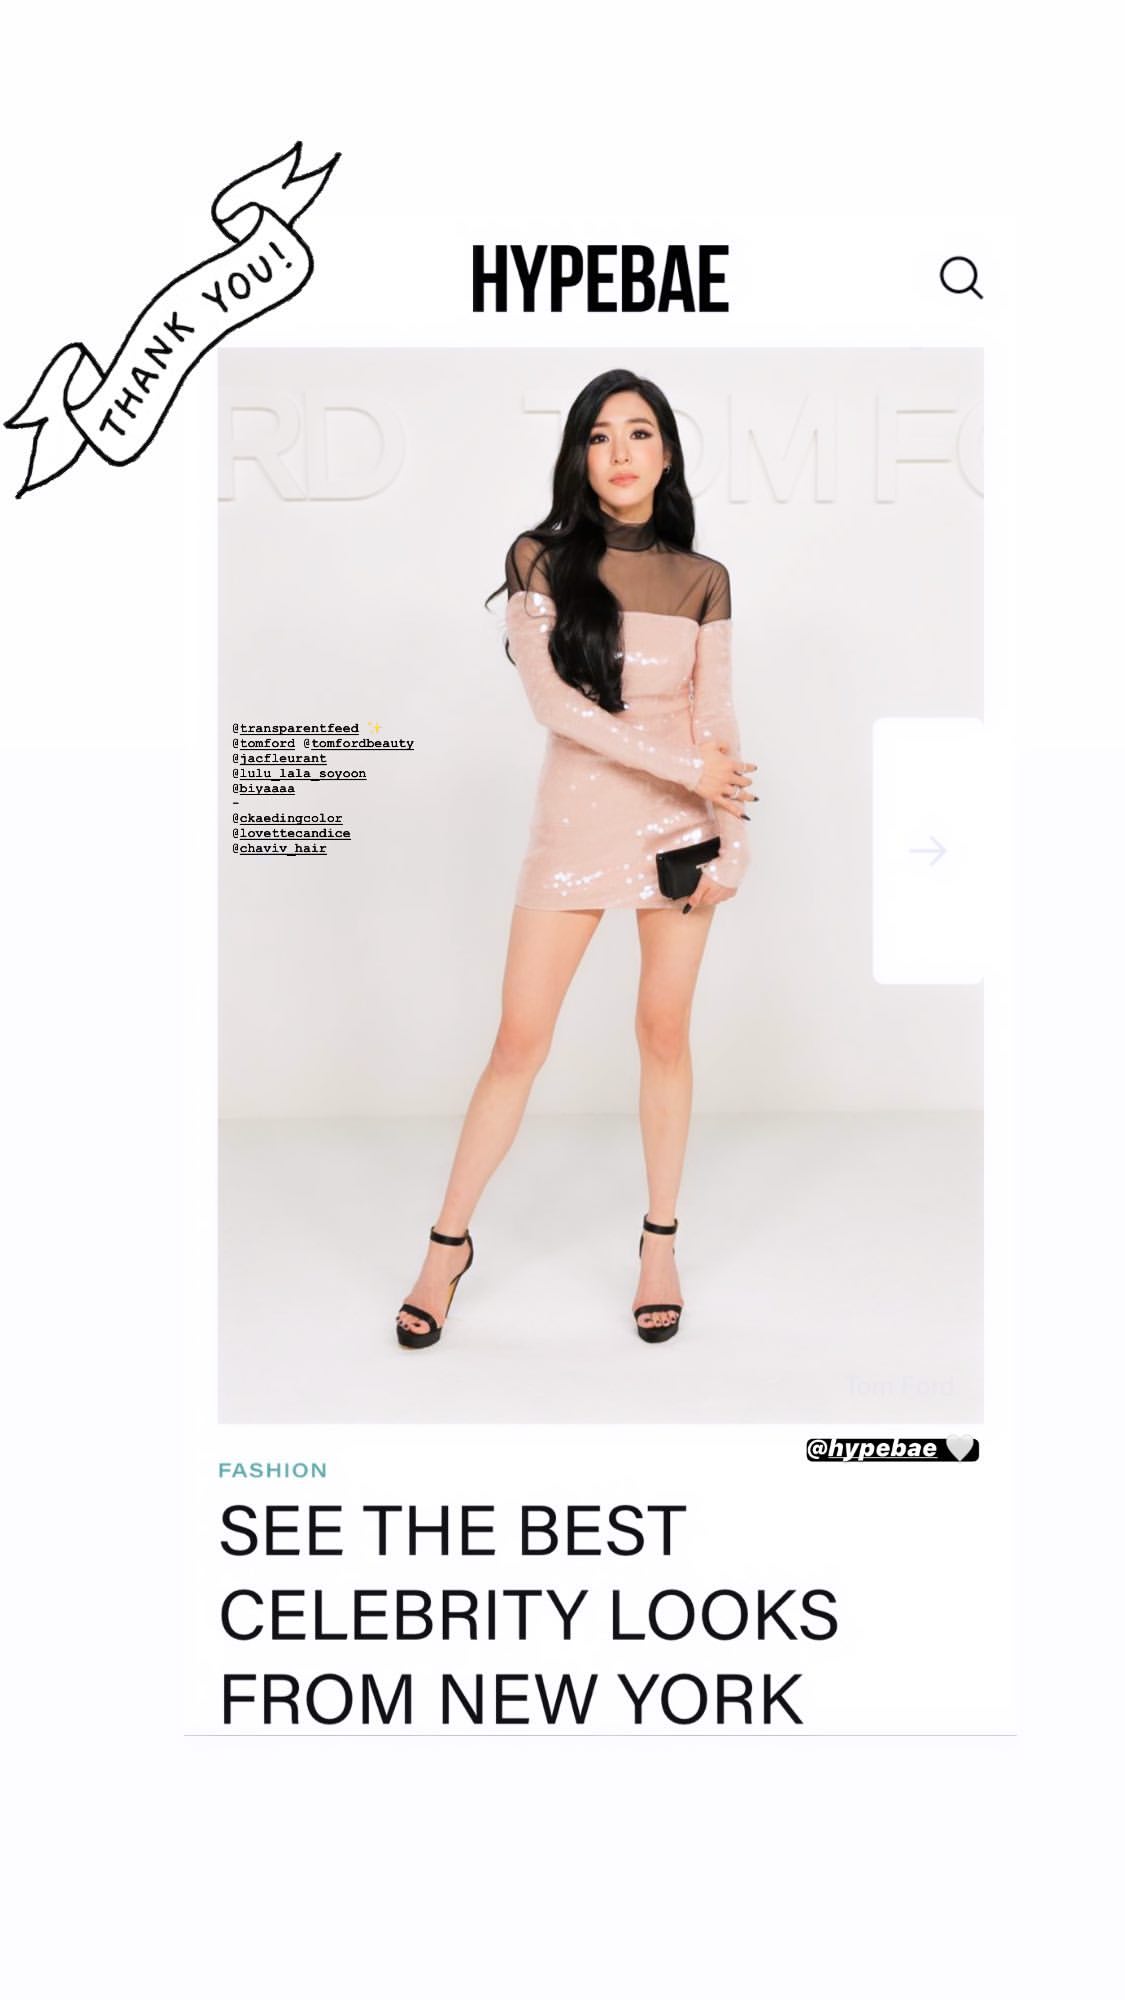 THANK YOU!
HYPEBAE
RD TOM FO
@transparentfeed ✨
@tomford @tomfordbeauty
@jacfleurant
@lulu_lala_soyoon
@biyaaaa
-
@ckaedingcolor
@lovettecandice
@chaviv_hair
Tom Ford
@hypebae 🤍
FASHION
SEE THE BEST
CELEBRITY LOOKS
FROM NEW YORK